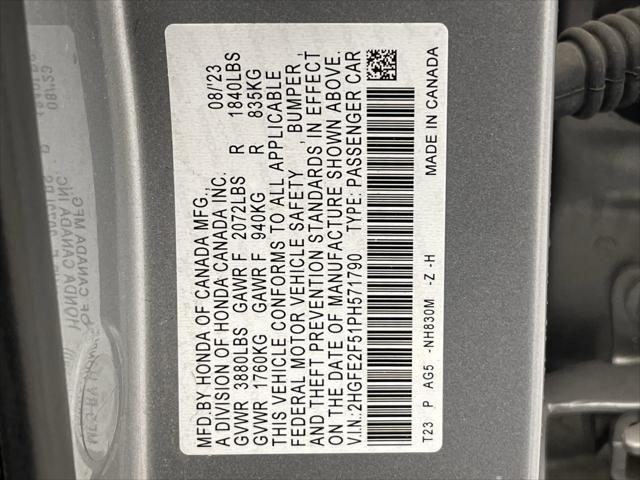 MFD.BY HONDA OF CANADA MFG.,
A DIVISION OF HONDA CANADA INC. 08/'23
GVWR 3880LBS GAWR F 2072LBS R 1840LBS
GVWR 1760KG GAWR F 940KG R 835KG
THIS VEHICLE CONFORMS TO ALL APPLICABLE
FEDERAL MOTOR VEHICLE SAFETY , BUMPER,
AND THEFT PREVENTION STANDARDS IN EFFECT
ON THE DATE OF MANUFACTURE SHOWN ABOVE.
V.I.N.:2HGFE2F51PH571790 TYPE: PASSENGER CAR
T23 P AG5 -NH830M -Z -H MADE IN CANADA